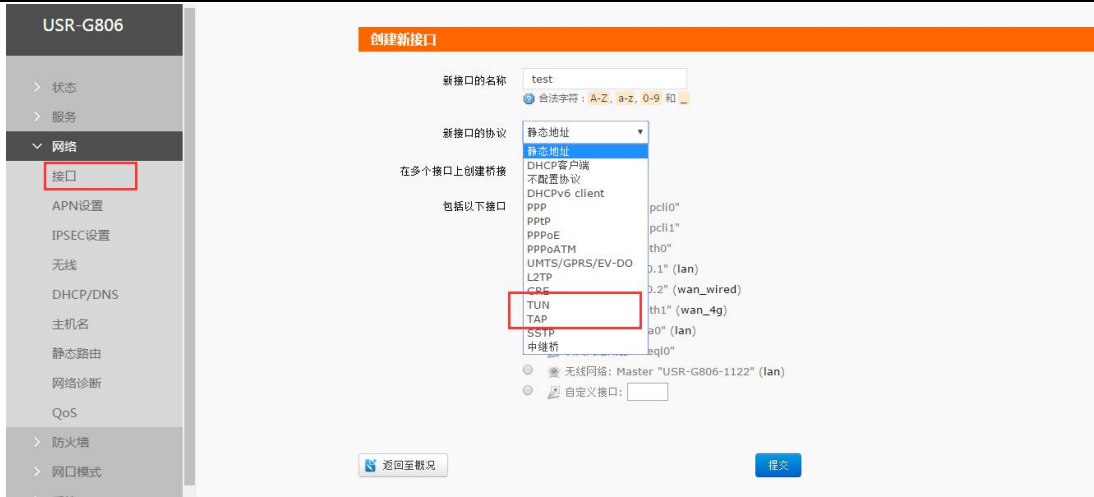 USR-G806
状态
服务
网络
接口
APN设置
IPSEC设置
无线
DHCP/DNS
主机名
静态路由
网络诊断
QoS
防火墙
网口模式
创建新接口
新接口的名称 test
合法字符：A-Z, a-z, 0-9 和 _
新接口的协议 静态地址
静态地址
在多个接口上创建桥接 DHCP客户端
不配置协议
DHCPv6 client
包括以下接口 PPP pcli0"
PPtP pcli1"
PPPoE
PPPoATM th0"
UMTS/GPRS/EV-DO 0.1" (lan)
L2TP
GRE 0.2" (wan_wired)
TUN th1" (wan_4g)
TAP
SSTP a0" (lan)
中继桥 eql0"
无线网络: Master "USR-G806-1122" (lan)
自定义接口:
返回至概况 提交